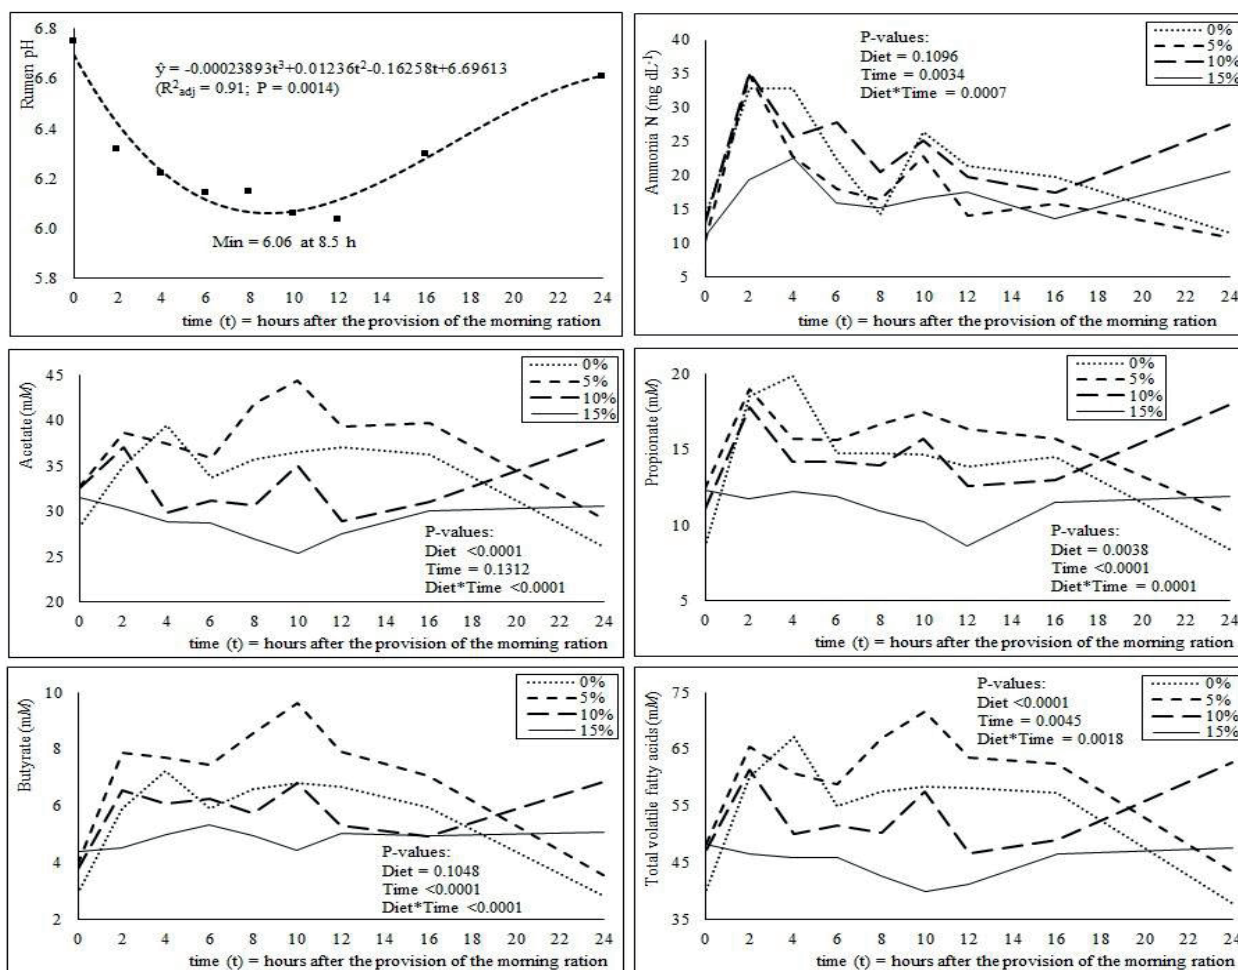 6.8
6.6
6.4
6.2
6.0
5.8
Rumen pH
ŷ = -0.00023893t³+0.01236t²-0.16258t+6.69613
(R²adj = 0.91; P = 0.0014)
Min = 6.06 at 8.5 h
0 2 4 6 8 10 12 14 16 18 20 22 24
time (t) = hours after the provision of the morning ration
40
35
30
25
20
15
10
5
Ammonia N (mg dL⁻¹)
P-values:
Diet = 0.1096
Time = 0.0034
Diet*Time = 0.0007
0%
5%
10%
15%
0 2 4 6 8 10 12 14 16 18 20 22 24
time (t) = hours after the provision of the morning ration
45
40
35
30
25
20
Acetate (mM)
0%
5%
10%
15%
P-values:
Diet <0.0001
Time = 0.1312
Diet*Time <0.0001
0 2 4 6 8 10 12 14 16 18 20 22 24
time (t) = hours after the provision of the morning ration
20
15
10
5
Propionate (mM)
0%
5%
10%
15%
P-values:
Diet = 0.0038
Time <0.0001
Diet*Time = 0.0001
0 2 4 6 8 10 12 14 16 18 20 22 24
time (t) = hours after the provision of the morning ration
10
8
6
4
2
Butyrate (mM)
0%
5%
10%
15%
P-values:
Diet = 0.1048
Time <0.0001
Diet*Time <0.0001
0 2 4 6 8 10 12 14 16 18 20 22 24
time (t) = hours after the provision of the morning ration
75
65
55
45
35
Total volatile fatty acids (mM)
P-values:
Diet <0.0001
Time = 0.0045
Diet*Time = 0.0018
0%
5%
10%
15%
0 2 4 6 8 10 12 14 16 18 20 22 24
time (t) = hours after the provision of the morning ration